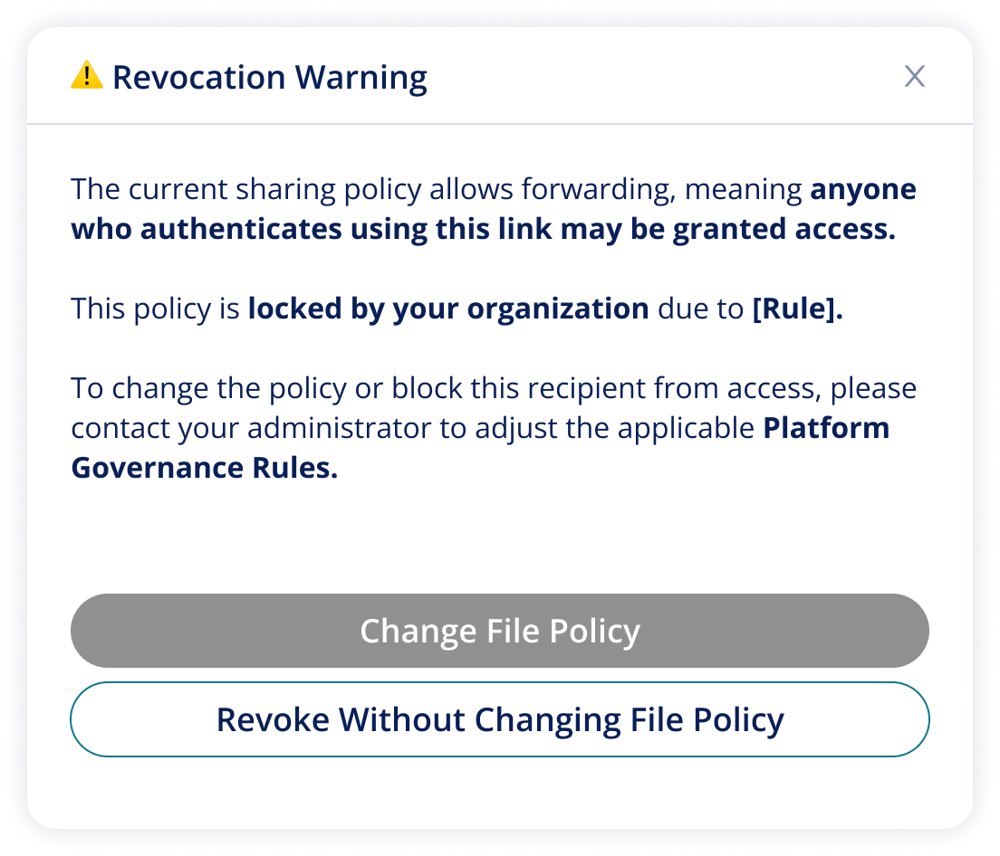 ⚠️ Revocation Warning
The current sharing policy allows forwarding, meaning anyone
who authenticates using this link may be granted access.
This policy is locked by your organization due to [Rule].
To change the policy or block this recipient from access, please
contact your administrator to adjust the applicable Platform
Governance Rules.
Change File Policy
Revoke Without Changing File Policy